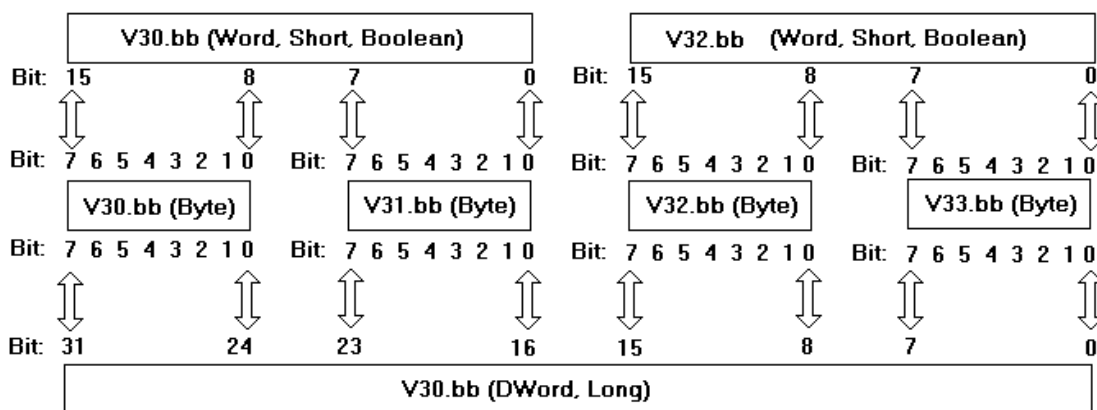 V30.bb (Word, Short, Boolean) V32.bb (Word, Short, Boolean)
Bit: 15 8 7 0 Bit: 15 8 7 0
Bit: 7 6 5 4 3 2 1 0 Bit: 7 6 5 4 3 2 1 0 Bit: 7 6 5 4 3 2 1 0 Bit: 7 6 5 4 3 2 1 0
V30.bb (Byte) V31.bb (Byte) V32.bb (Byte) V33.bb (Byte)
Bit: 7 6 5 4 3 2 1 0 Bit: 7 6 5 4 3 2 1 0 Bit: 7 6 5 4 3 2 1 0 Bit: 7 6 5 4 3 2 1 0
Bit: 31 24 23 16 15 8 7 0
V30.bb (DWord, Long)